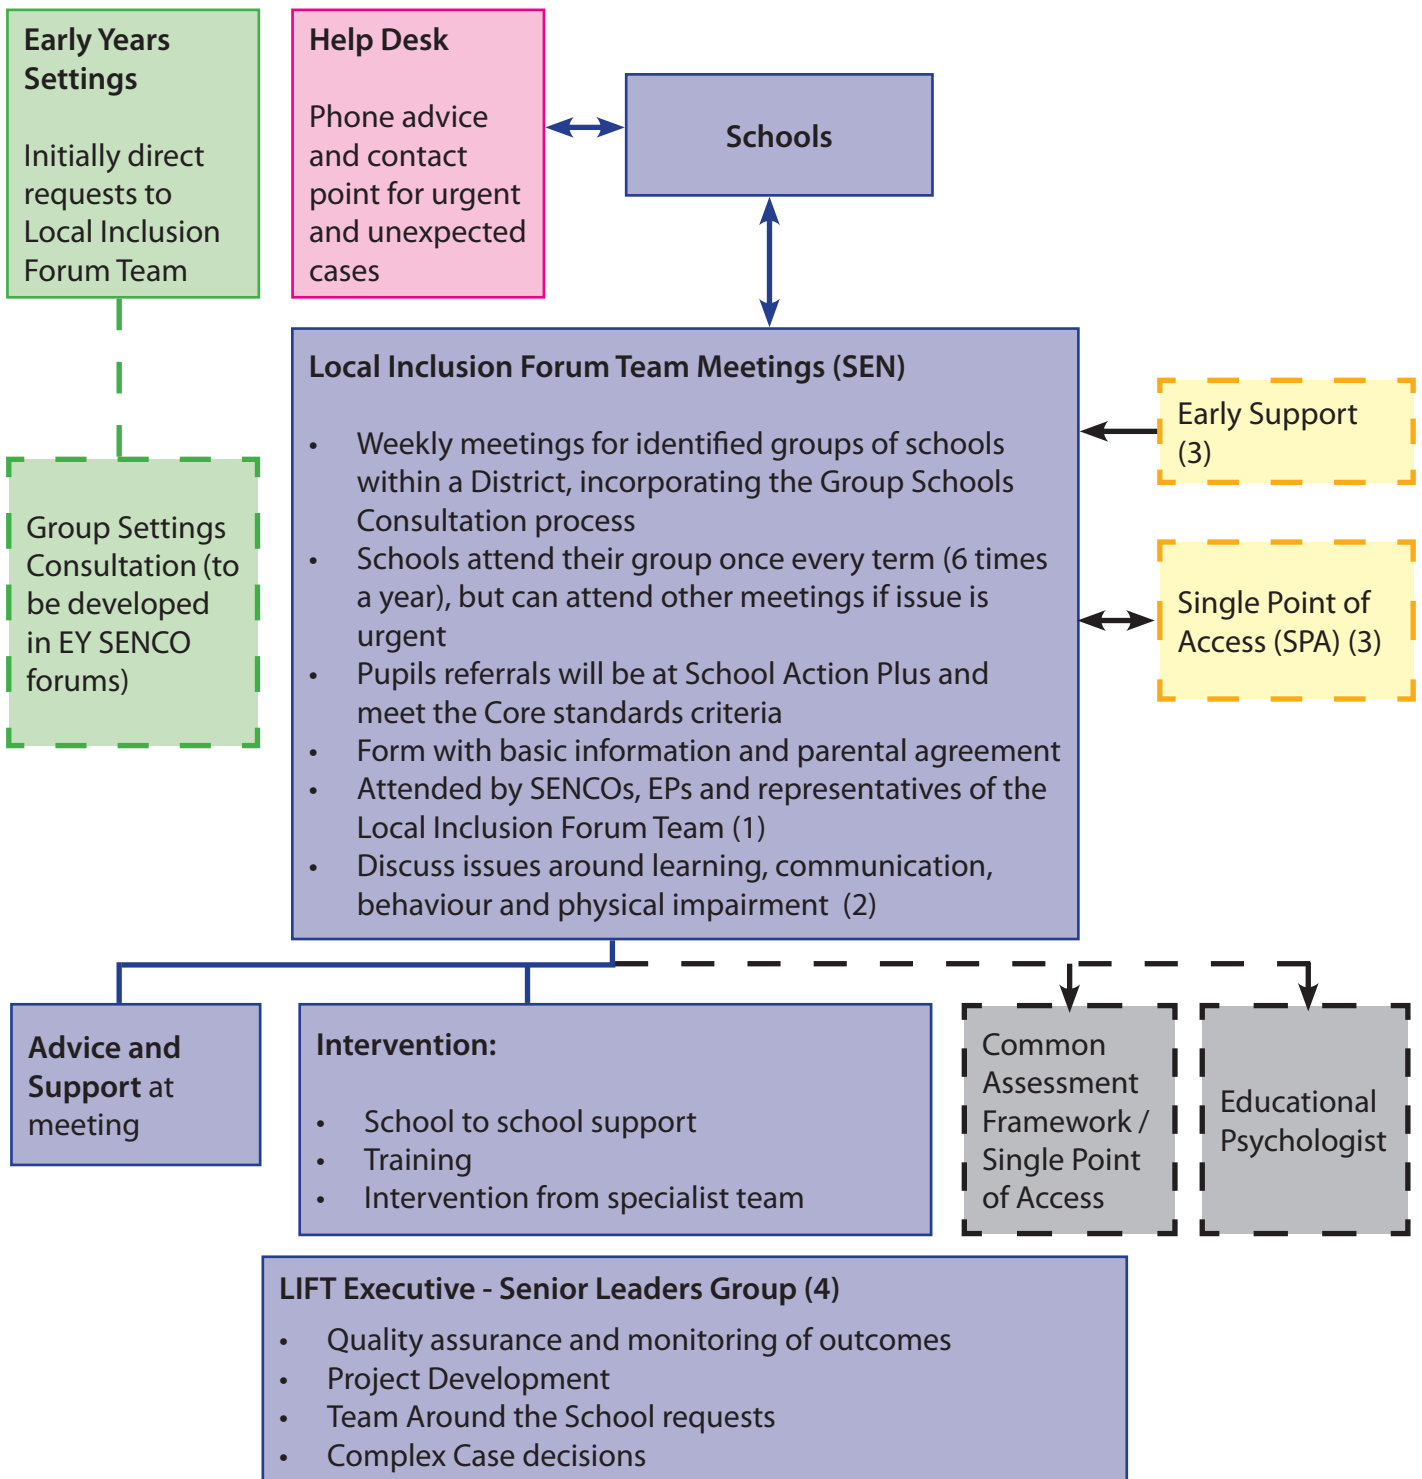 Early Years
Settings
Initially direct
requests to
Local Inclusion
Forum Team
Help Desk
Phone advice
and contact
point for urgent
and unexpected
cases
Schools
Local Inclusion Forum Team Meetings (SEN)
• Weekly meetings for identified groups of schools
within a District, incorporating the Group Schools
Consultation process
• Schools attend their group once every term (6 times
a year), but can attend other meetings if issue is
urgent
• Pupils referrals will be at School Action Plus and
meet the Core standards criteria
• Form with basic information and parental agreement
• Attended by SENCOs, EPs and representatives of the
Local Inclusion Forum Team (1)
• Discuss issues around learning, communication,
behaviour and physical impairment (2)
Early Support
(3)
Single Point of
Access (SPA) (3)
Group Settings
Consultation (to
be developed
in EY SENCO
forums)
Advice and
Support at
meeting
Intervention:
• School to school support
• Training
• Intervention from specialist team
Common
Assessment
Framework /
Single Point
of Access
Educational
Psychologist
LIFT Executive - Senior Leaders Group (4)
• Quality assurance and monitoring of outcomes
• Project Development
• Team Around the School requests
• Complex Case decisions